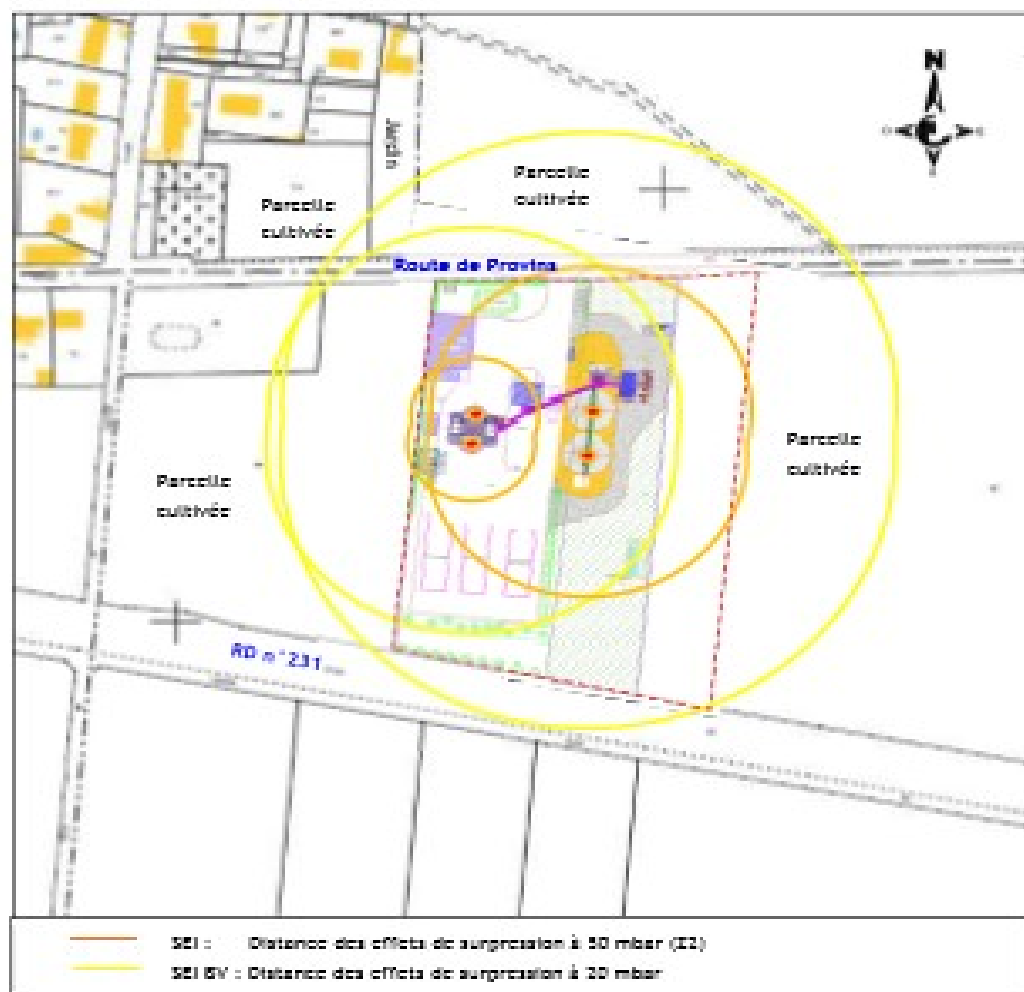 N
Jardin
Parcelle
cultivée
Parcelle
cultivée
Route de Provins
Parcelle
cultivée
Parcelle
cultivée
RD n°231
SEI : Distance des effets de surpression à 50 mbar (Z2)
SEI BV : Distance des effets de surpression à 20 mbar